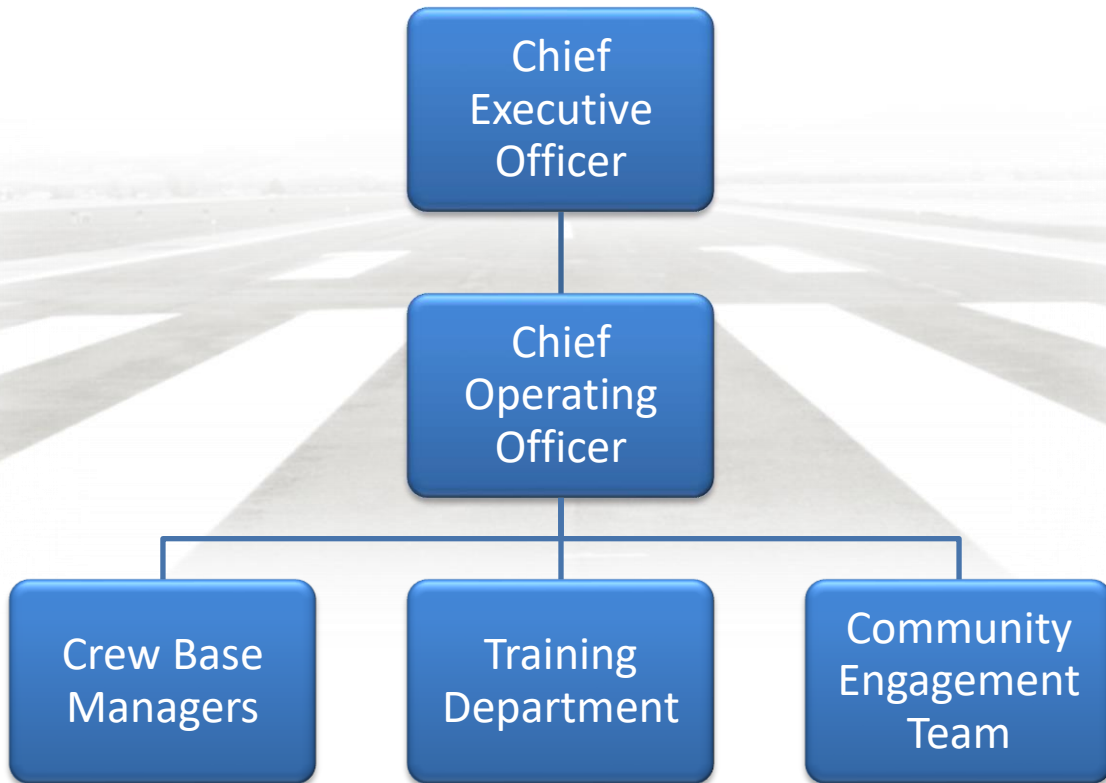 Chief
Executive
Officer
Chief
Operating
Officer
Crew Base
Managers
Training
Department
Community
Engagement
Team